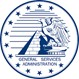 GENERAL SERVICES
ADMINISTRATION